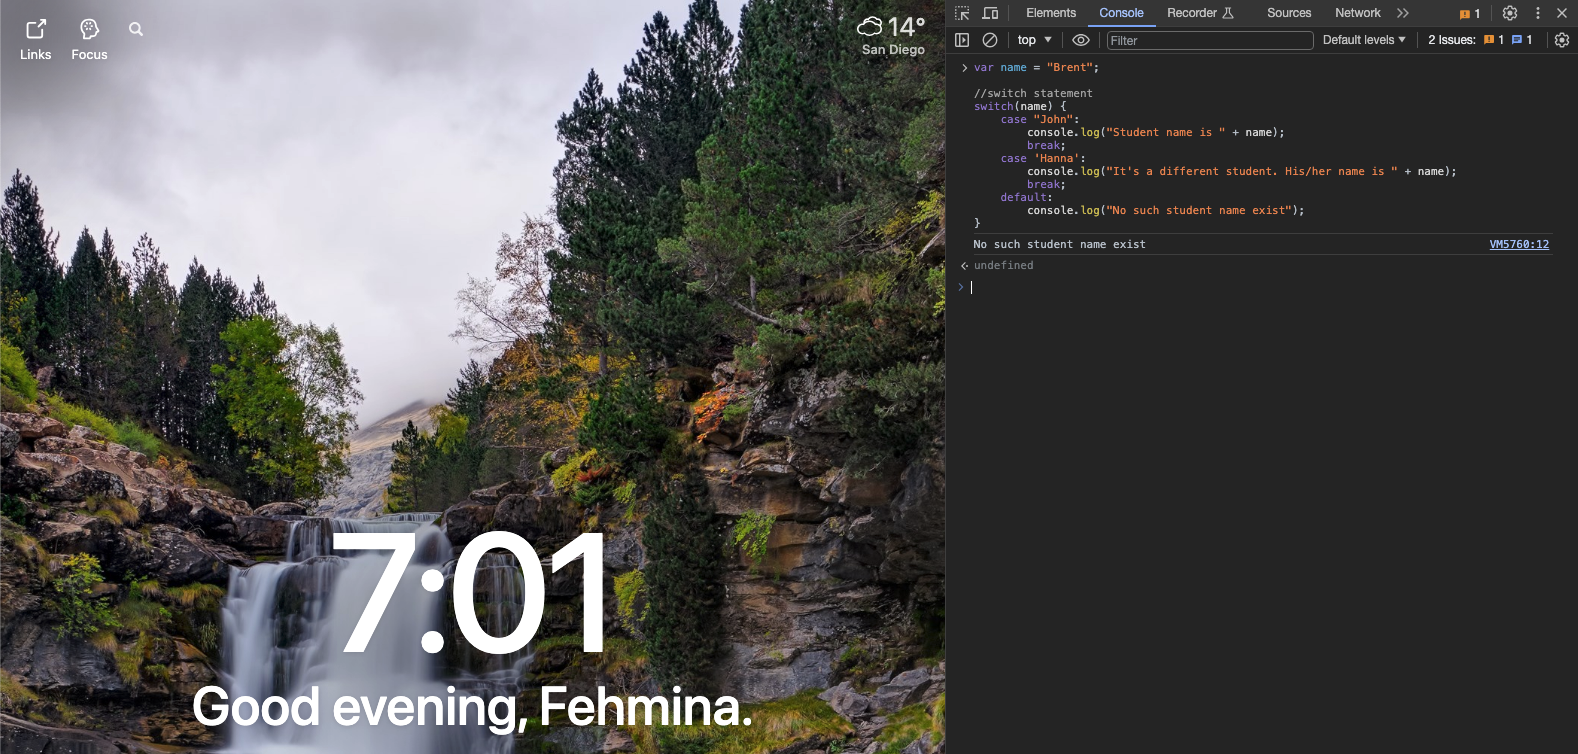 Links
Focus
14°
San Diego
7:01
Good evening, Fehmina.
Elements
Console
Recorder
Sources
Network
1
top
Filter
Default levels
2 Issues:
1
1
var name = "Brent";
//switch statement
switch(name) {
case "John":
console.log("Student name is " + name);
break;
case 'Hanna':
console.log("It's a different student. His/her name is " + name);
break;
default:
console.log("No such student name exist");
}
No such student name exist
VM5760:12
undefined